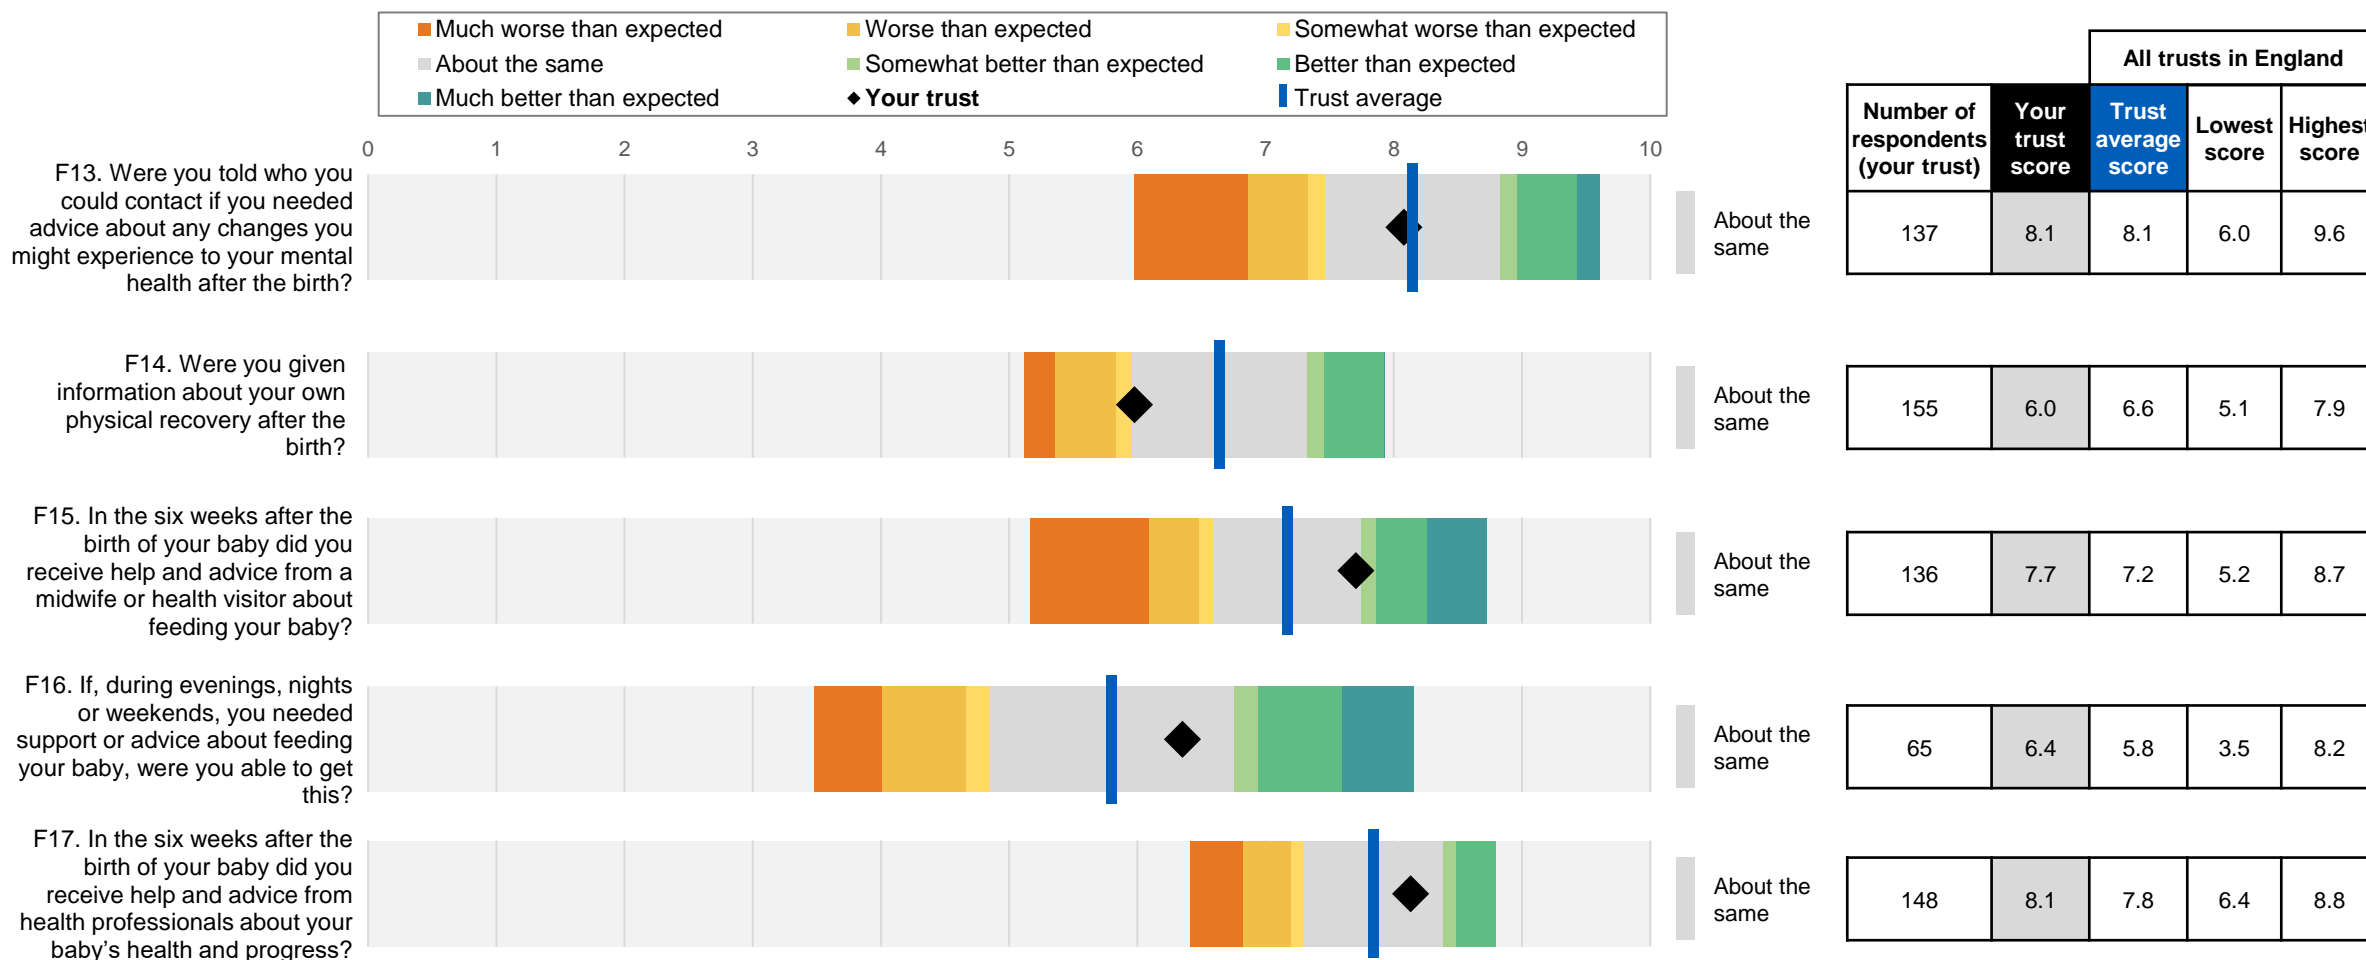 Much worse than expected
Worse than expected
Somewhat worse than expected
About the same
Somewhat better than expected
Better than expected
Much better than expected
Your trust
Trust average
All trusts in England
Number of
respondents
(your trust)
Your
trust
score
Trust
average
score
Lowest
score
Highest
score
0 1 2 3 4 5 6 7 8 9 10
F13. Were you told who you
could contact if you needed
advice about any changes you
might experience to your mental
health after the birth?
About the
same
137 8.1 8.1 6.0 9.6
F14. Were you given
information about your own
physical recovery after the
birth?
About the
same
155 6.0 6.6 5.1 7.9
F15. In the six weeks after the
birth of your baby did you
receive help and advice from a
midwife or health visitor about
feeding your baby?
About the
same
136 7.7 7.2 5.2 8.7
F16. If, during evenings, nights
or weekends, you needed
support or advice about feeding
your baby, were you able to get
this?
About the
same
65 6.4 5.8 3.5 8.2
F17. In the six weeks after the
birth of your baby did you
receive help and advice from
health professionals about your
baby’s health and progress?
About the
same
148 8.1 7.8 6.4 8.8